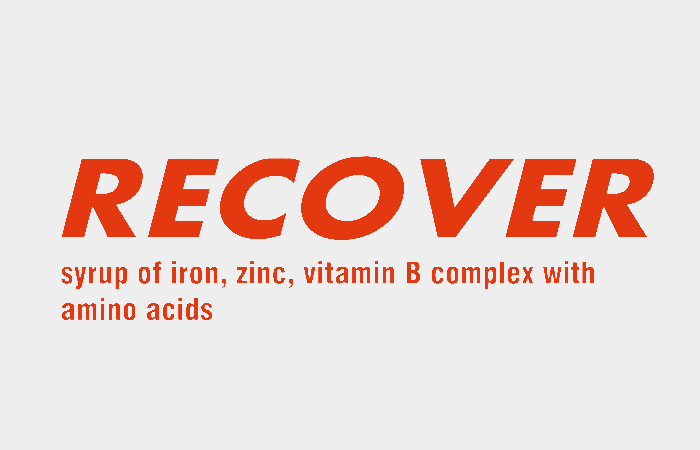 RECOVER
syrup of iron, zinc, vitamin B complex with
amino acids